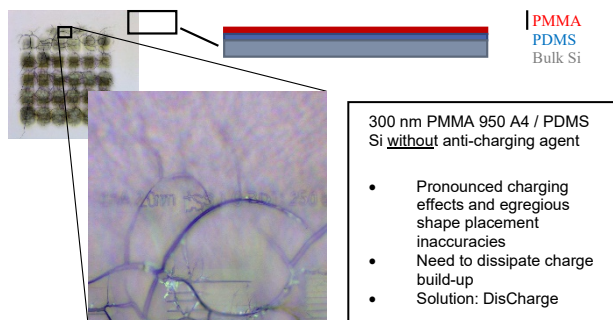 PMMA
PDMS
Bulk Si
300 nm PMMA 950 A4 / PDMS
Si without anti-charging agent
• Pronounced charging
effects and egregious
shape placement
inaccuracies
• Need to dissipate charge
build-up
• Solution: DisCharge